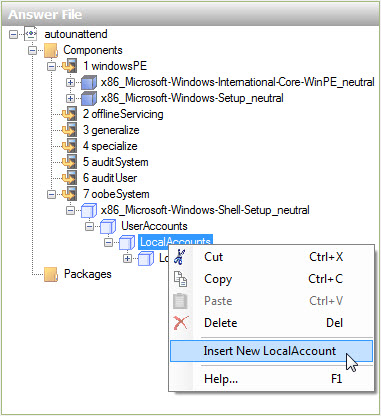 Answer File
autounattend
Components
1 windowsPE
x86_Microsoft-Windows-International-Core-WinPE_neutral
x86_Microsoft-Windows-Setup_neutral
2 offlineServicing
3 generalize
4 specialize
5 auditSystem
6 auditUser
7 oobeSystem
x86_Microsoft-Windows-Shell-Setup_neutral
UserAccounts
LocalAccounts
Lo
Cut Ctrl+X
Copy Ctrl+C
Paste Ctrl+V
Delete Del
Insert New LocalAccount
Help... F1
Packages